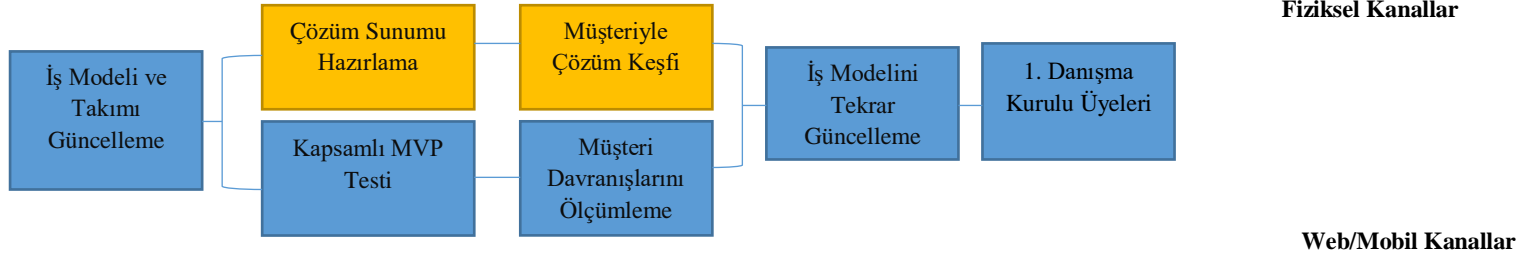 Fiziksel Kanallar
İş Modeli ve
Takımı
Güncelleme
Çözüm Sunumu
Hazırlama
Müşteriyle
Çözüm Keşfi
Kapsamlı MVP
Testi
Müşteri
Davranışlarını
Ölçümleme
İş Modelini
Tekrar
Güncelleme
1. Danışma
Kurulu Üyeleri
Web/Mobil Kanallar